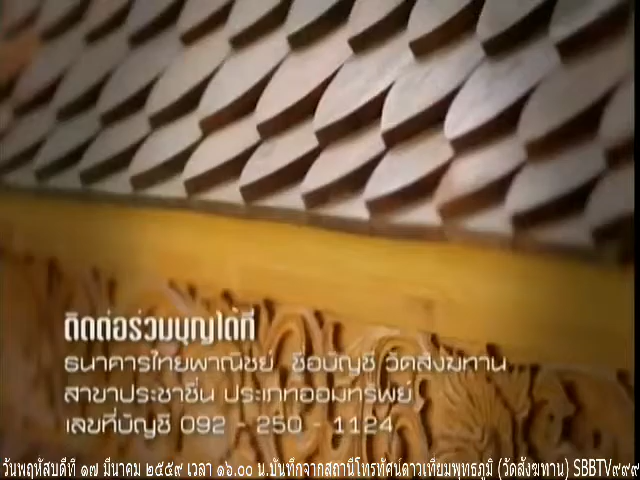 ติดต่อร่วมบุญได้ที่
ธนาคารไทยพาณิชย์ ชื่อบัญชี วัดสังฆทาน
สาขาประชาชื่น ประเภทออมทรัพย์
เลขที่บัญชี 092 - 250 - 1124
วันพฤหัสบดีที่ ๑๗ มีนาคม ๒๕๕๙ เวลา ๑๖.๐๐ น.บันทึกจากสถานีโทรทัศน์ดาวเทียมพุทธภูมิ (วัดสังฆทาน) SBBTV๙๙๙